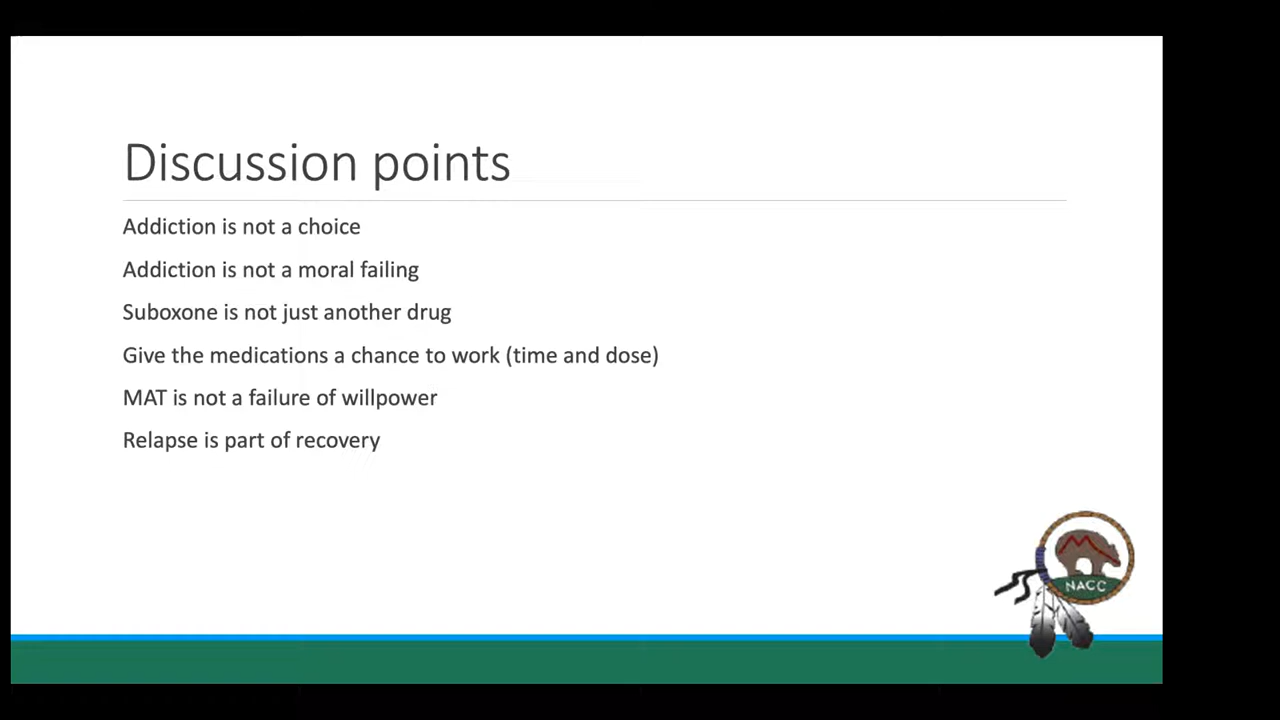 Discussion points
Addiction is not a choice
Addiction is not a moral failing
Suboxone is not just another drug
Give the medications a chance to work (time and dose)
MAT is not a failure of willpower
Relapse is part of recovery
NACC